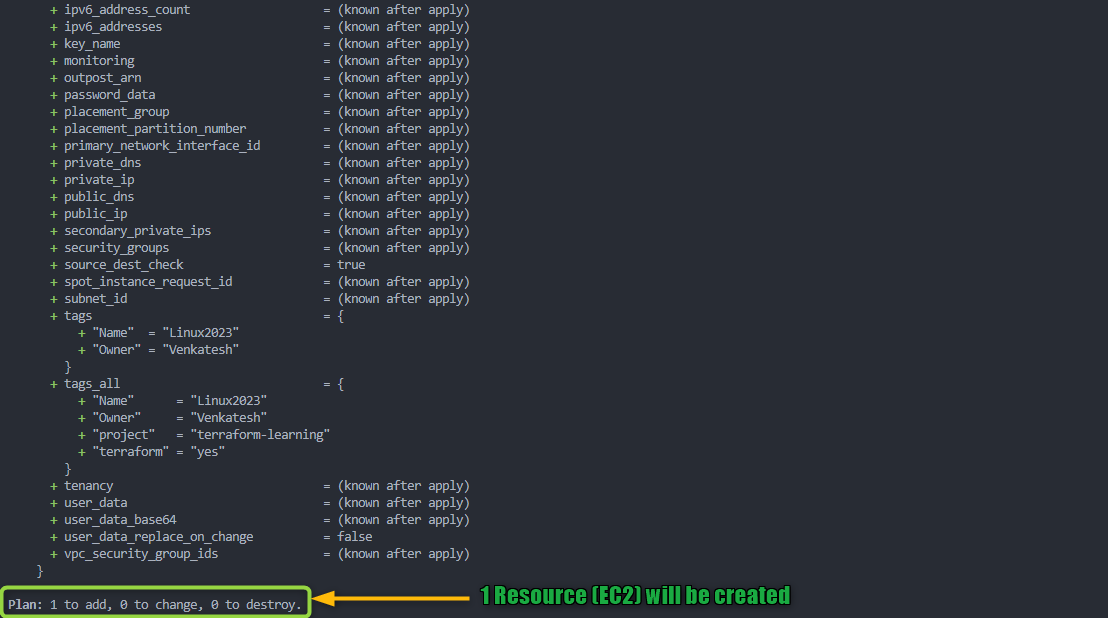 + ipv6_address_count = (known after apply)
+ ipv6_addresses = (known after apply)
+ key_name = (known after apply)
+ monitoring = (known after apply)
+ outpost_arn = (known after apply)
+ password_data = (known after apply)
+ placement_group = (known after apply)
+ placement_partition_number = (known after apply)
+ primary_network_interface_id = (known after apply)
+ private_dns = (known after apply)
+ private_ip = (known after apply)
+ public_dns = (known after apply)
+ public_ip = (known after apply)
+ secondary_private_ips = (known after apply)
+ security_groups = (known after apply)
+ source_dest_check = true
+ spot_instance_request_id = (known after apply)
+ subnet_id = (known after apply)
+ tags = {
+ "Name" = "Linux2023"
+ "Owner" = "Venkatesh"
}
+ tags_all = {
+ "Name" = "Linux2023"
+ "Owner" = "Venkatesh"
+ "project" = "terraform-learning"
+ "terraform" = "yes"
}
+ tenancy = (known after apply)
+ user_data = (known after apply)
+ user_data_base64 = (known after apply)
+ user_data_replace_on_change = false
+ vpc_security_group_ids = (known after apply)
}
Plan: 1 to add, 0 to change, 0 to destroy.
1 Resource (EC2) will be created